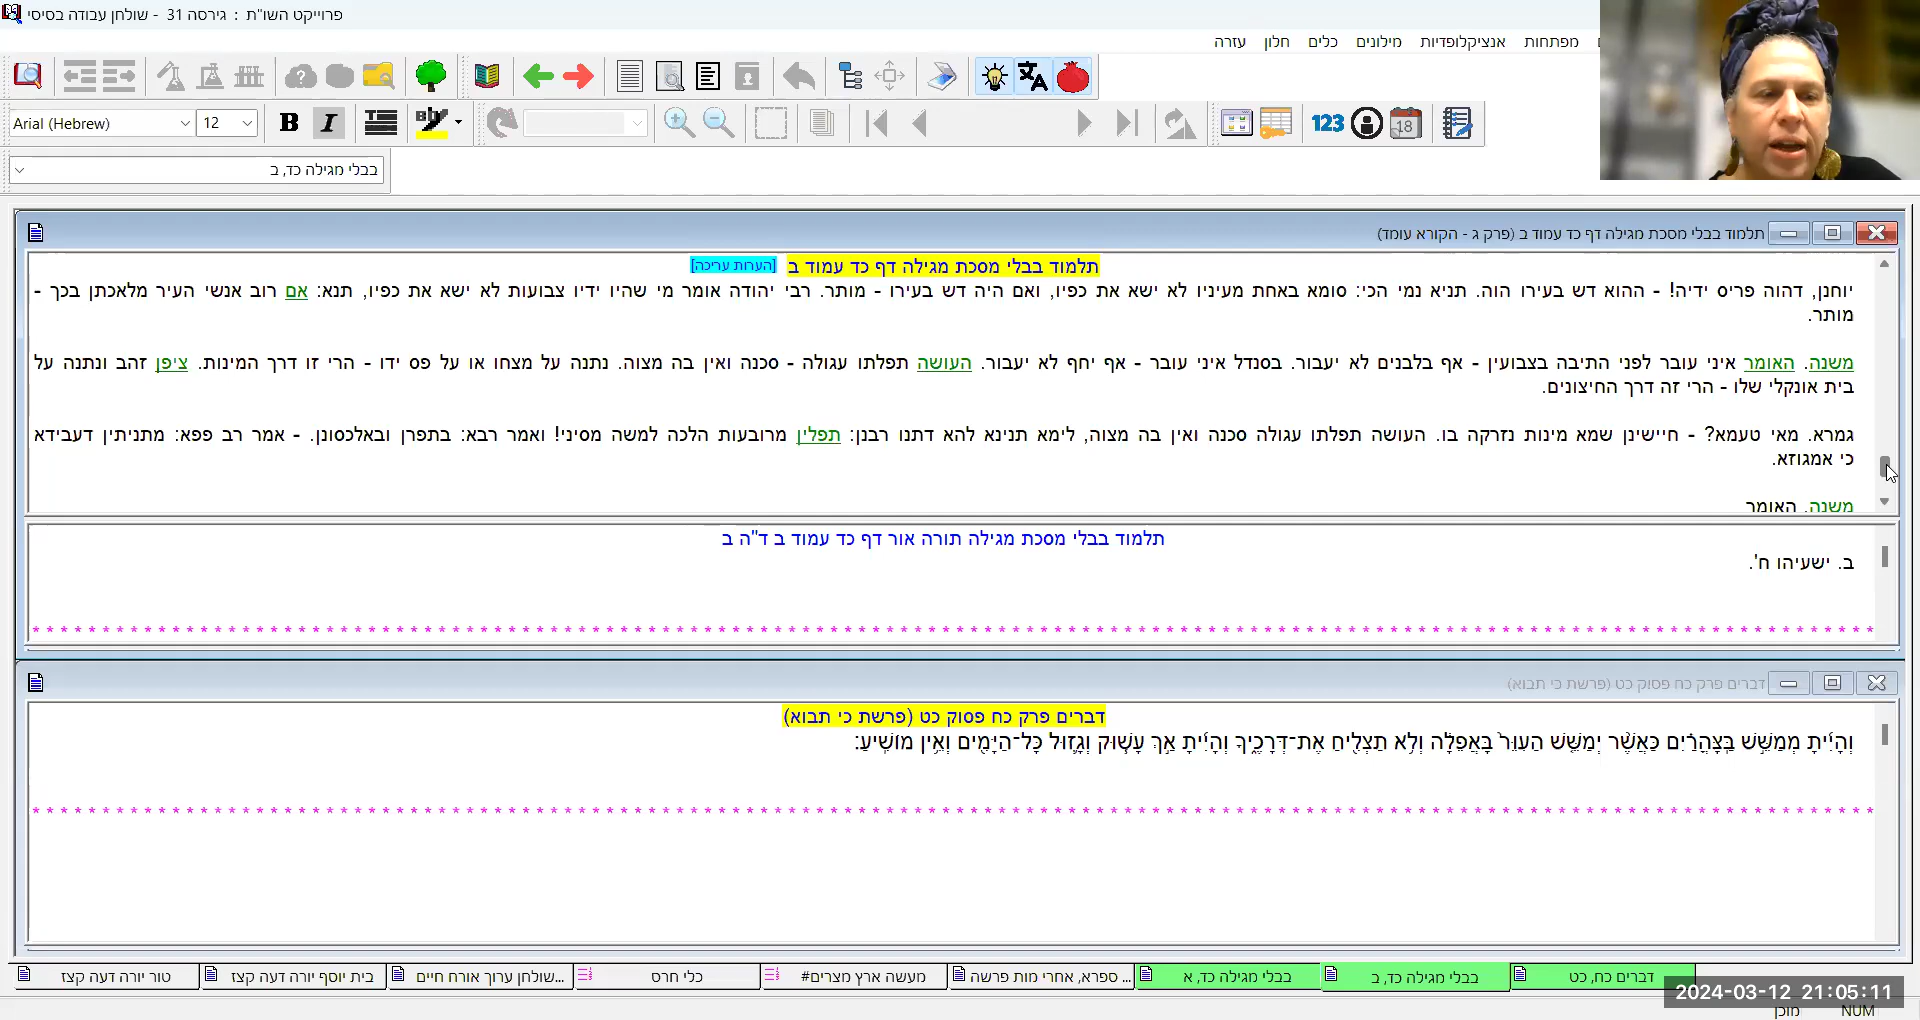 פרוייקט השו"ת : גירסה 31 - שולחן עבודה בסיסי
מפתחות אנציקלופדיות מילונים כלים חלון עזרה
Arial (Hebrew) 12 B I by 123 18
בבלי מגילה כד, ב
תלמוד בבלי מסכת מגילה דף כד עמוד ב (פרק ג - הקורא עומד)
תלמוד בבלי מסכת מגילה דף כד עמוד ב [הערות עריכה]
יוחנן, דהוה פריס ידיה! - ההוא דש בעירו הוה. תניא נמי הכי: סומא באחת מעיניו לא ישא את כפיו, ואם היה דש בעירו - מותר. רבי יהודה אומר מי שהיו ידיו צבועות לא ישא את כפיו, תנא: אם רוב אנשי העיר מלאכתן בכך -
מותר.
משנה. האומר איני עובר לפני התיבה בצבועין - אף בלבנים לא יעבור. בסנדל איני עובר - אף יחף לא יעבור. העושה תפלתו עגולה - סכנה ואין בה מצוה. נתנה על מצחו או על פס ידו - הרי זו דרך המינות. ציפן זהב ונתנה על
בית אונקלי שלו - הרי זה דרך החיצונים.
גמרא. מאי טעמא? - חיישינן שמא מינות נזרקה בו. העושה תפלתו עגולה סכנה ואין בה מצוה, לימא תנינא להא דתנו רבנן: תפלין מרובעות הלכה למשה מסיני! ואמר רבא: בתפרן ובאלכסונן. - אמר רב פפא: מתניתין דעבידא
כי אמגוזא.
משנה. האומר
תלמוד בבלי מסכת מגילה תורה אור דף כד עמוד ב ד"ה ב
ב. ישעיהו ח'.
דברים פרק כח פסוק כט (פרשת כי תבוא)
דברים פרק כח פסוק כט (פרשת כי תבוא)
וְהָיִ֜יתָ מְמַשֵּׁ֣שׁ בַּֽצָּהֳרַ֗יִם כַּאֲשֶׁ֨ר יְמַשֵּׁ֤שׁ הַעִוֵּר֙ בָּאֲפֵלָ֔ה וְלֹ֥א תַצְלִ֖יחַ אֶת־דְּרָכֶ֑יךָ וְהָיִ֜יתָ אַ֣ךְ עָשׁ֧וּק וְגָז֛וּל כָּל־הַיָּמִ֖ים וְאֵ֥ין מוֹשִֽׁיעַ:
דברים כח, כט
בבלי מגילה כד, ב
בבלי מגילה כד, א
ספרא, אחרי מות פרשה ...
מעשה ארץ מצרים#
כלי חרס
שולחן ערוך אורח חיים...
בית יוסף יורה דעה קצז
טור יורה דעה קצז
2024-03-12 21:05:11
מוכן NUM